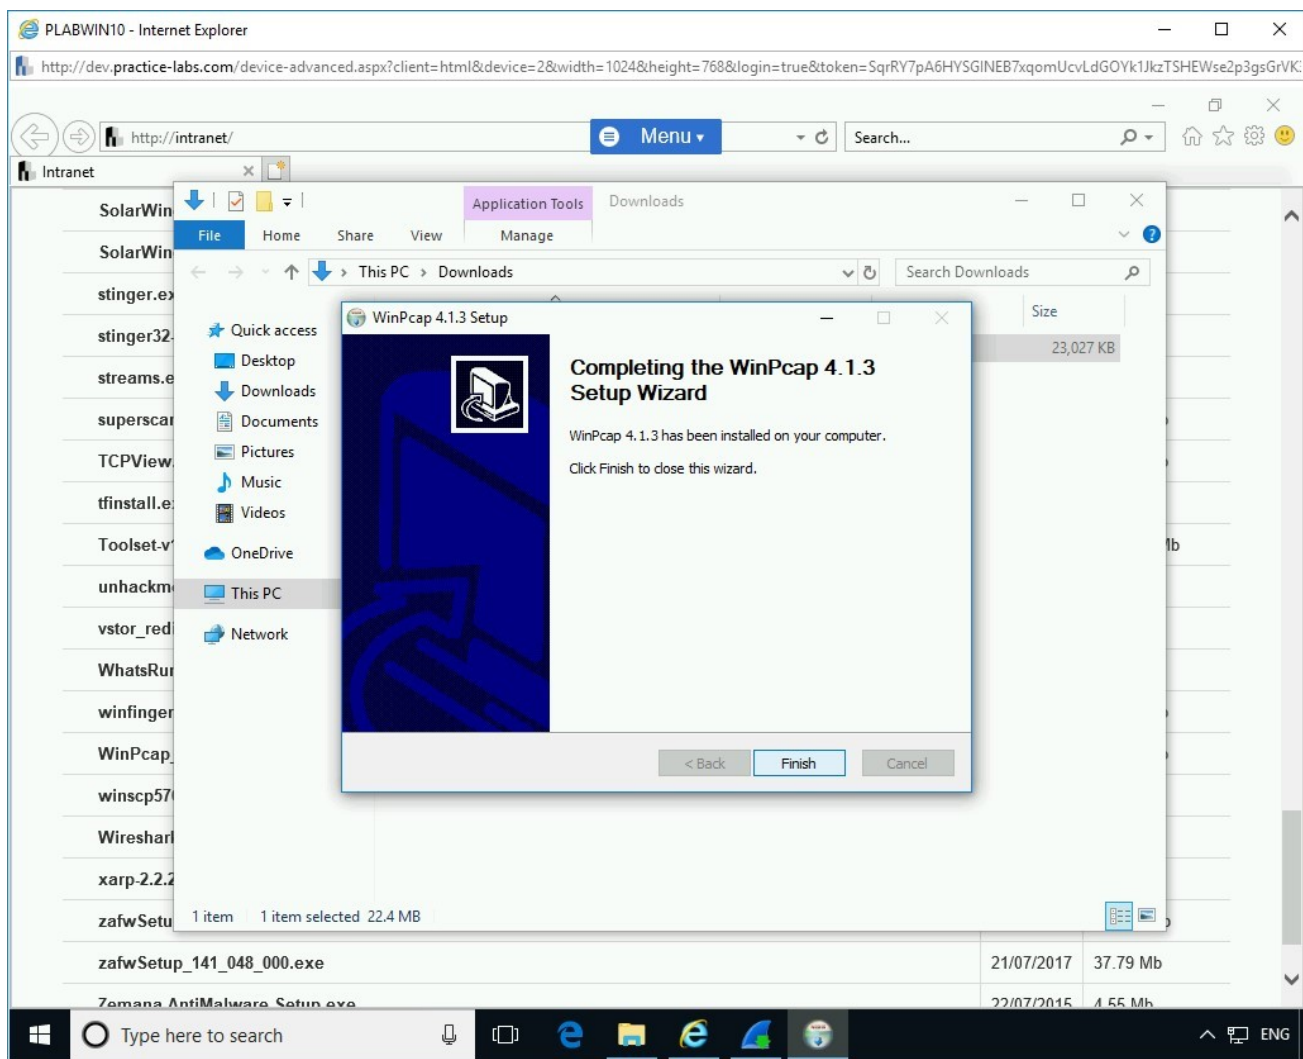 PLABWIN10 - Internet Explorer
http://dev.practice-labs.com/device-advanced.aspx?client=html&device=2&width=1024&height=768&login=true&token=SqrRY7pA6HYSGINEB7xqomUcvLdGOYk1JkzTSHEWse2p3gsGrVK
http://intranet/
Menu
Search...
Intranet
SolarWin
Application Tools
Downloads
File
Home
Share
View
Manage
SolarWin
This PC > Downloads
Search Downloads
stinger.ex
Size
WinPcap 4.1.3 Setup
Quick access
stinger32-
23,027 KB
Desktop
Completing the WinPcap 4.1.3
Setup Wizard
streams.e
Downloads
superscar
Documents
WinPcap 4.1.3 has been installed on your computer.
Pictures
TCPView.
Click Finish to close this wizard.
Music
tfinstall.e
Videos
Toolset-v
OneDrive
unhackm
This PC
vstor_redi
Network
WhatsRur
winfinger
WinPcap_
< Back
Finish
Cancel
winscp57
Wireshark
xarp-2.2.2
zafwSetu
1 item
1 item selected 22.4 MB
zafwSetup_141_048_000.exe
21/07/2017
37.79 Mb
Zemana.AntiMalware.Setup.exe
22/07/2015
4.55 Mb
Type here to search
ENG